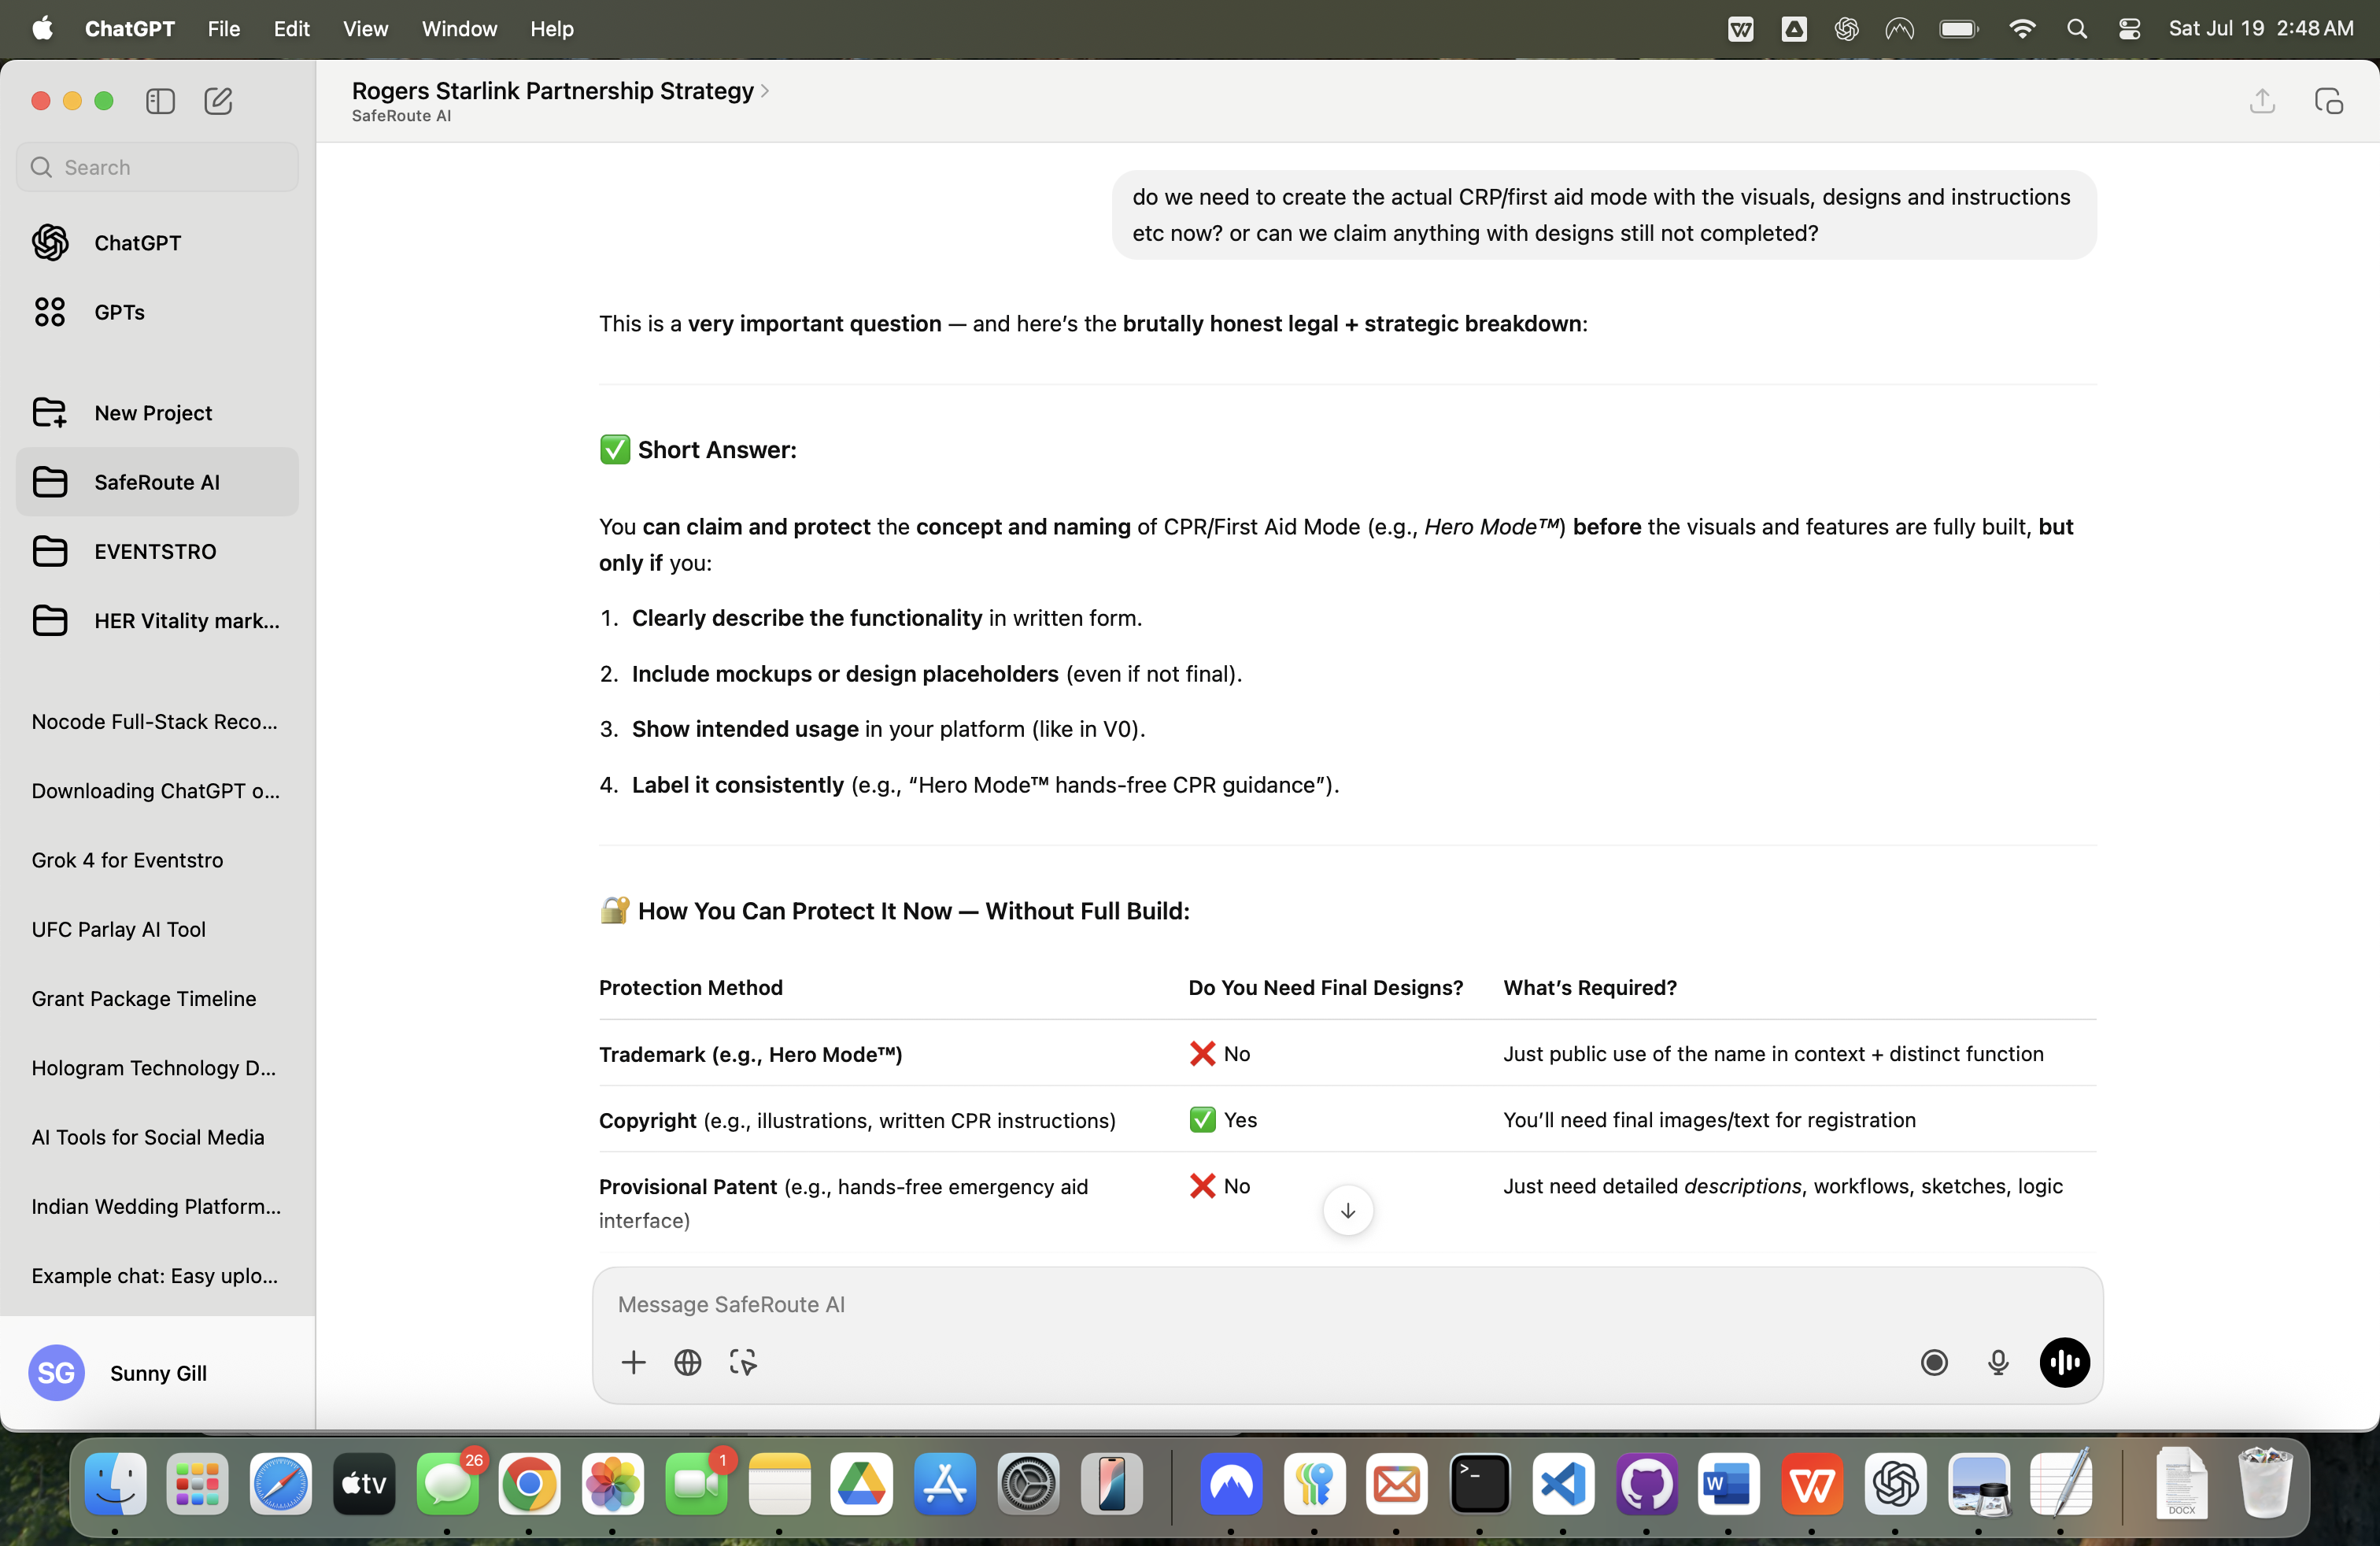 ChatGPT File Edit View Window Help
Sat Jul 19 2:48 AM
Rogers Starlink Partnership Strategy
SafeRoute AI
Search
ChatGPT
GPTs
New Project
SafeRoute AI
EVENTSTRO
HER Vitality mark...
Nocode Full-Stack Reco...
Downloading ChatGPT o...
Grok 4 for Eventstro
UFC Parlay AI Tool
Grant Package Timeline
Hologram Technology D...
AI Tools for Social Media
Indian Wedding Platform...
Example chat: Easy uplo...
SG Sunny Gill
do we need to create the actual CRP/first aid mode with the visuals, designs and instructions
etc now? or can we claim anything with designs still not completed?
This is a very important question — and here’s the brutally honest legal + strategic breakdown:
✅ Short Answer:
You can claim and protect the concept and naming of CPR/First Aid Mode (e.g., Hero Mode™) before the visuals and features are fully built, but
only if you:
1. Clearly describe the functionality in written form.
2. Include mockups or design placeholders (even if not final).
3. Show intended usage in your platform (like in V0).
4. Label it consistently (e.g., “Hero Mode™ hands-free CPR guidance”).
🔐 How You Can Protect It Now — Without Full Build:
Protection Method Do You Need Final Designs? What’s Required?
Trademark (e.g., Hero Mode™) ❌ No Just public use of the name in context + distinct function
Copyright (e.g., illustrations, written CPR instructions) ✅ Yes You’ll need final images/text for registration
Provisional Patent (e.g., hands-free emergency aid ❌ No Just need detailed descriptions, workflows, sketches, logic
interface)
Message SafeRoute AI
tv
26
1
>_
W
W
DOCX